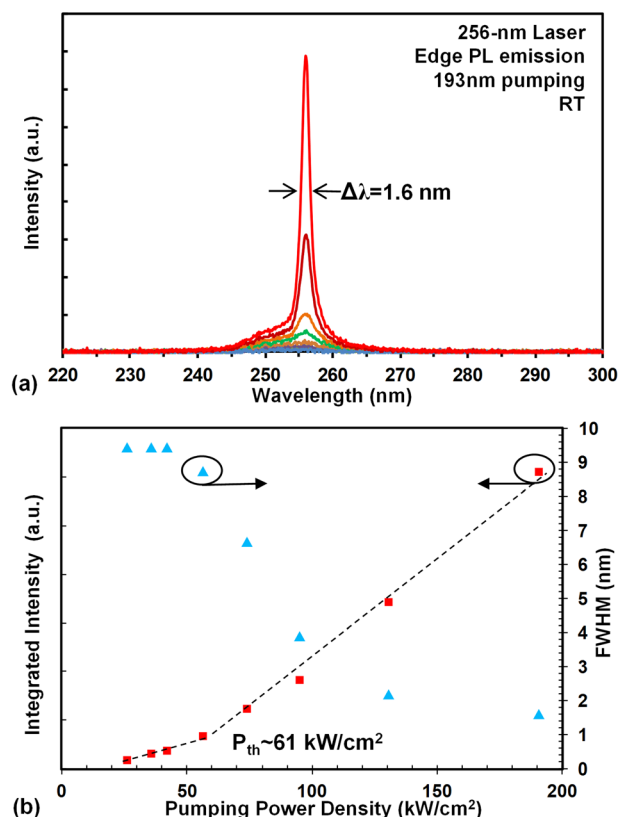 256-nm Laser
Edge PL emission
193nm pumping
RT
Intensity (a.u.)
Δλ=1.6 nm
220 230 240 250 260 270 280 290 300
(a)
Wavelength (nm)
Integrated Intensity (a.u.)
10
9
8
7
6
5
4
3
2
1
0
FWHM (nm)
P_th~61 kW/cm²
0 50 100 150 200
(b)
Pumping Power Density (kW/cm²)